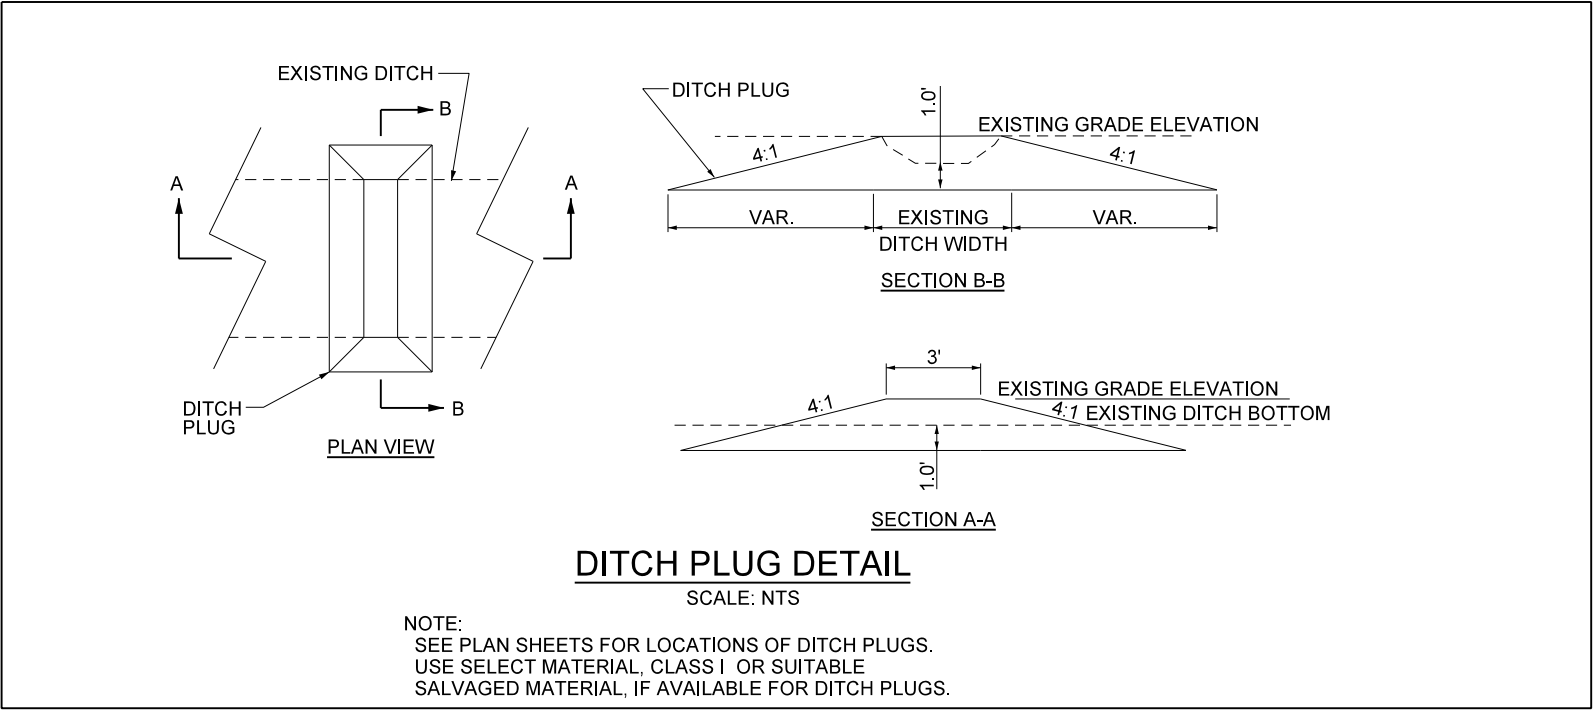 EXISTING DITCH
B
A
A
DITCH
PLUG
B
PLAN VIEW
DITCH PLUG
1.0'
EXISTING GRADE ELEVATION
4:1
4:1
VAR.
EXISTING
VAR.
DITCH WIDTH
SECTION B-B
3'
EXISTING GRADE ELEVATION
4:1
4:1
EXISTING DITCH BOTTOM
1.0'
SECTION A-A
DITCH PLUG DETAIL
SCALE: NTS
NOTE:
SEE PLAN SHEETS FOR LOCATIONS OF DITCH PLUGS.
USE SELECT MATERIAL, CLASS I OR SUITABLE
SALVAGED MATERIAL, IF AVAILABLE FOR DITCH PLUGS.